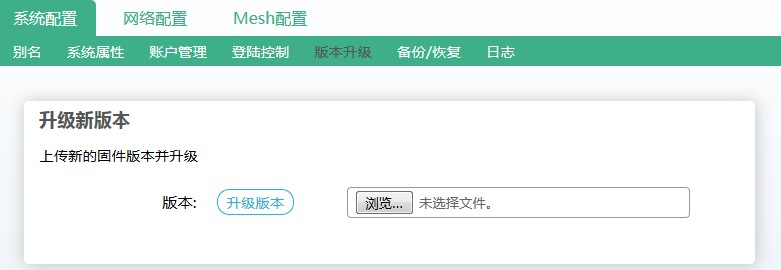 系统配置 网络配置 Mesh配置
别名 系统属性 账户管理 登陆控制 版本升级 备份/恢复 日志
升级新版本
上传新的固件版本并升级
版本: 升级版本 浏览... 未选择文件。